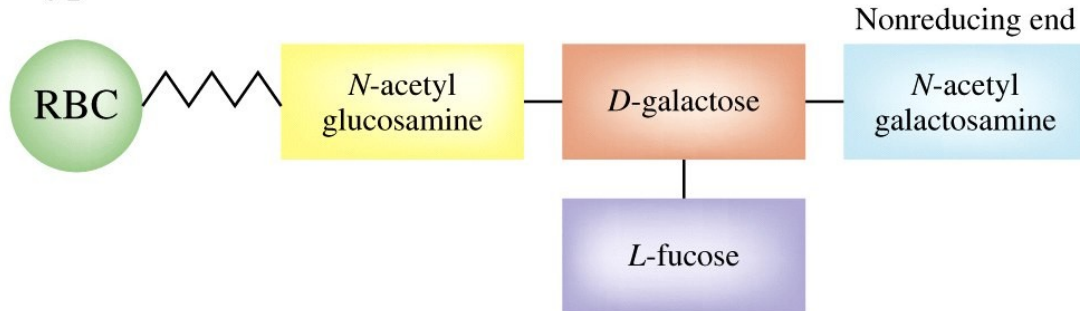 Nonreducing end
RBC
N-acetyl
glucosamine
D-galactose
N-acetyl
galactosamine
L-fucose